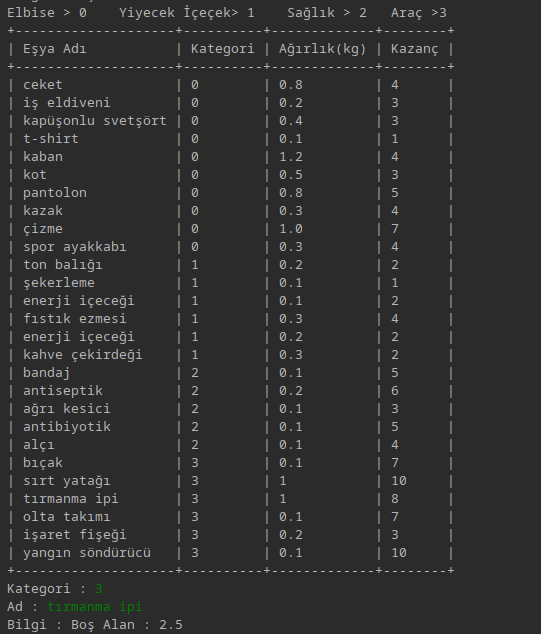 Elbise > 0    Yiyecek İçeçek> 1    Sağlık > 2   Araç >3
+--------------------+----------+-------------+--------+
| Eşya Adı           | Kategori | Ağırlık(kg) | Kazanç |
+--------------------+----------+-------------+--------+
| ceket              | 0        | 0.8         | 4      |
| iş eldiveni        | 0        | 0.2         | 3      |
| kapüşonlu svetşört | 0        | 0.4         | 3      |
| t-shirt            | 0        | 0.1         | 1      |
| kaban              | 0        | 1.2         | 4      |
| kot                | 0        | 0.5         | 3      |
| pantolon           | 0        | 0.8         | 5      |
| kazak              | 0        | 0.3         | 4      |
| çizme              | 0        | 1.0         | 7      |
| spor ayakkabı      | 0        | 0.3         | 4      |
| ton balığı         | 1        | 0.2         | 2      |
| şekerleme          | 1        | 0.1         | 1      |
| enerji içeceği     | 1        | 0.1         | 2      |
| fıstık ezmesi      | 1        | 0.3         | 4      |
| enerji içeceği     | 1        | 0.2         | 2      |
| kahve çekirdeği    | 1        | 0.3         | 2      |
| bandaj             | 2        | 0.1         | 5      |
| antiseptik         | 2        | 0.2         | 6      |
| ağrı kesici        | 2        | 0.1         | 3      |
| antibiyotik        | 2        | 0.1         | 5      |
| alçı               | 2        | 0.1         | 4      |
| bıçak              | 3        | 0.1         | 7      |
| sırt yatağı        | 3        | 1           | 10     |
| tırmanma ipi       | 3        | 1           | 8      |
| olta takımı        | 3        | 0.1         | 7      |
| işaret fişeği      | 3        | 0.2         | 3      |
| yangın söndürücü   | 3        | 0.1         | 10     |
+--------------------+----------+-------------+--------+
Kategori : 3
Ad : tırmanma ipi
Bilgi : Boş Alan : 2.5